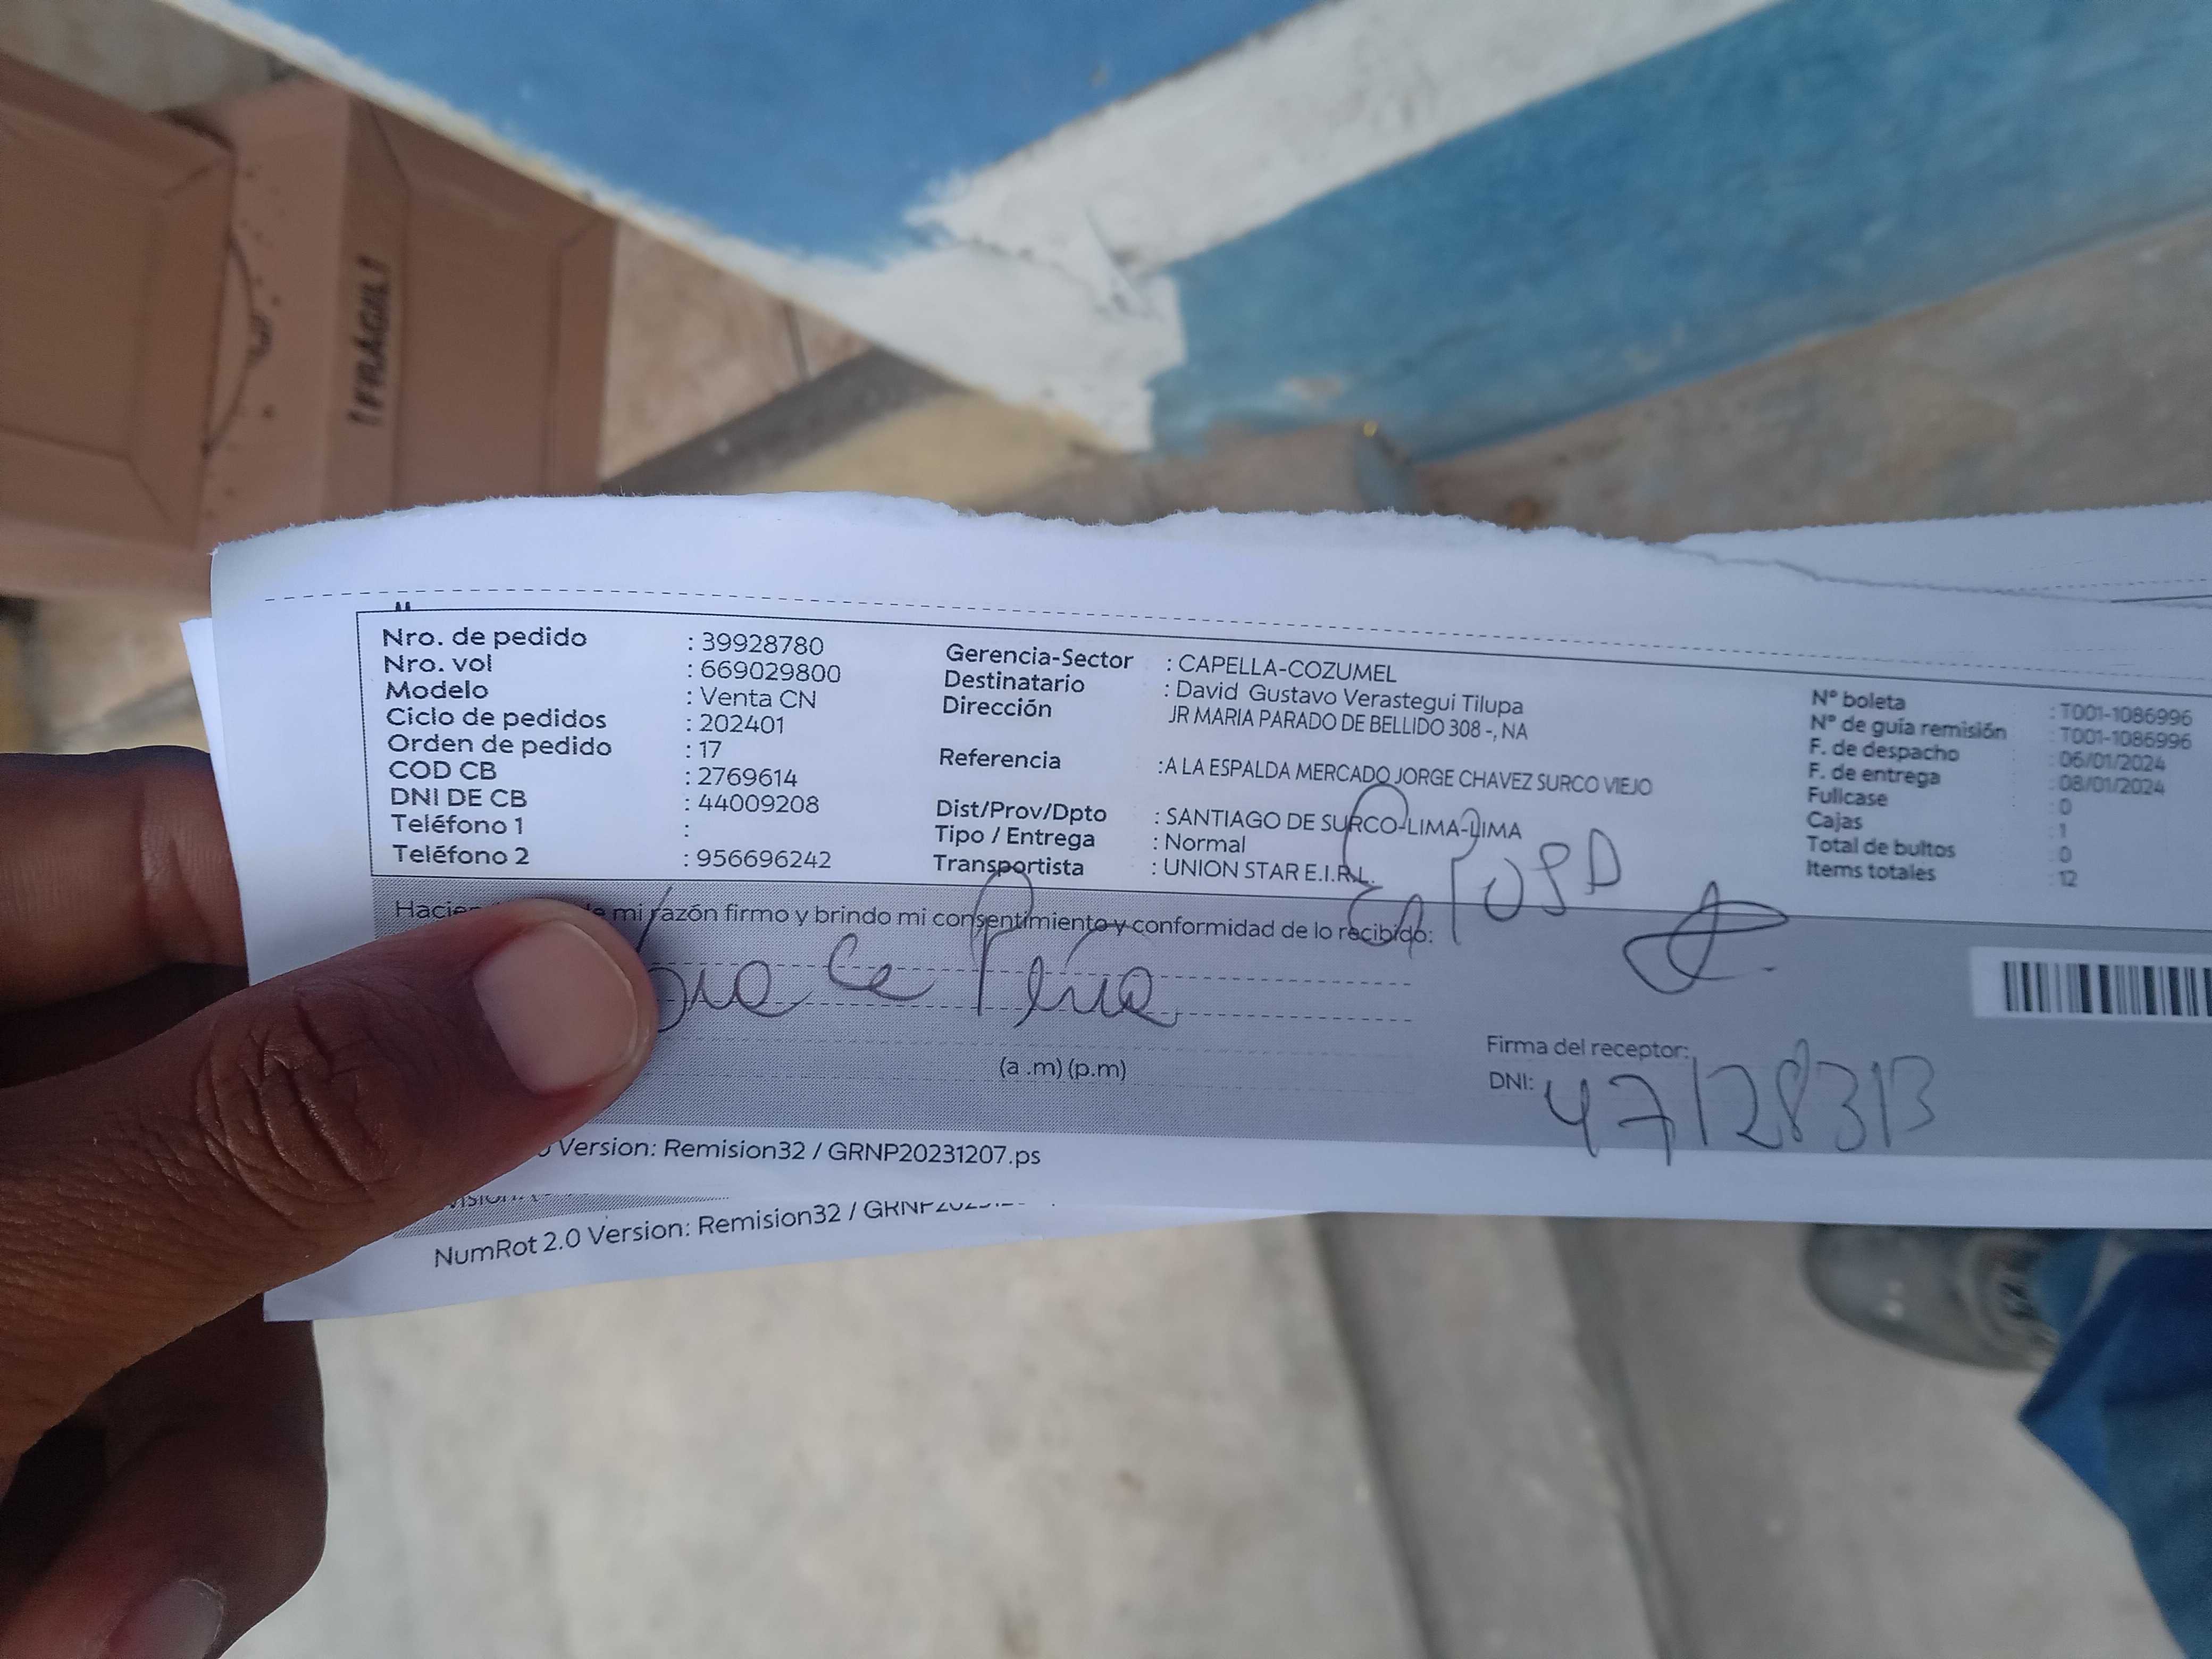 ¡FRÁGIL!
Nro. de pedido : 39928780
Nro. vol : 669029800
Modelo : Venta CN
Ciclo de pedidos : 202401
Orden de pedido : 17
COD CB : 2769614
DNI DE CB : 44009208
Teléfono 1 :
Teléfono 2 : 956696242
Gerencia-Sector : CAPELLA-COZUMEL
Destinatario : David Gustavo Verastegui Tilupa
Dirección JR MARIA PARADO DE BELLIDO 308 -, NA
Referencia :A LA ESPALDA MERCADO JORGE CHAVEZ SURCO VIEJO
Dist/Prov/Dpto : SANTIAGO DE SURCO-LIMA-LIMA
Tipo / Entrega : Normal
Transportista : UNION STAR E.I.R.L.
N° boleta : T001-1086996
N° de guía remisión : T001-1086996
F. de despacho : 06/01/2024
F. de entrega : 08/01/2024
Fullcase : 0
Cajas : 1
Total de bultos : 0
Items totales : 12
mi razón firmo y brindo mi consentimiento y conformidad de lo recibido:
Peña
(a .m) (p.m)
Firma del receptor:
DNI: 47128313
Version: Remision32 / GRNP20231207.ps
NumRot 2.0 Version: Remision32 /